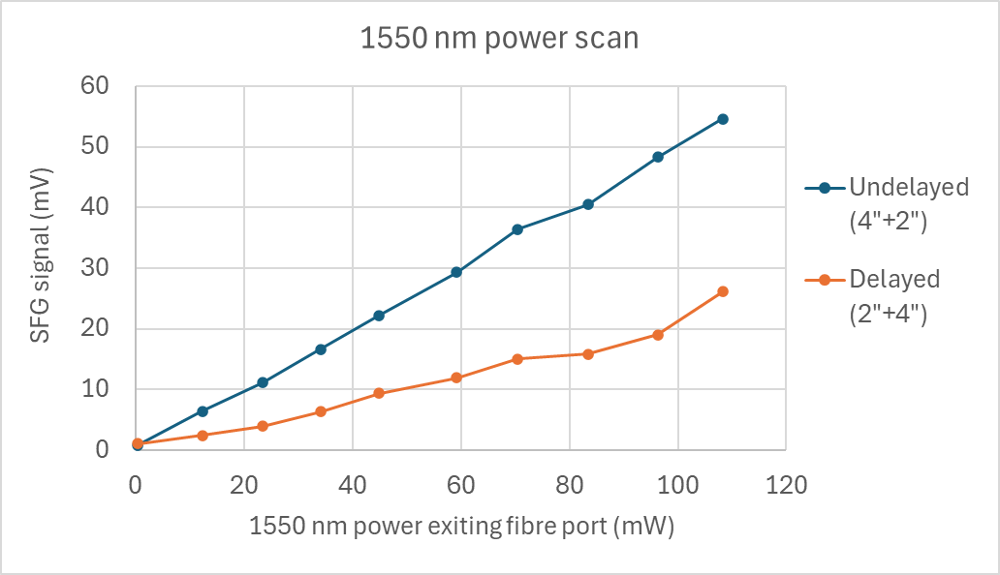 1550 nm power scan
60
50
40
30
20
10
0
SFG signal (mV)
0 20 40 60 80 100 120
1550 nm power exiting fibre port (mW)
Undelayed
(4"+2")
Delayed
(2"+4")